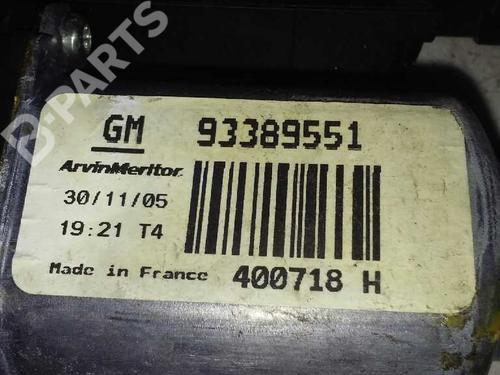 B-PARTS
GM 93389551
ArvinMeritor
30/11/05
19:21 T4
Made in France 400718 H